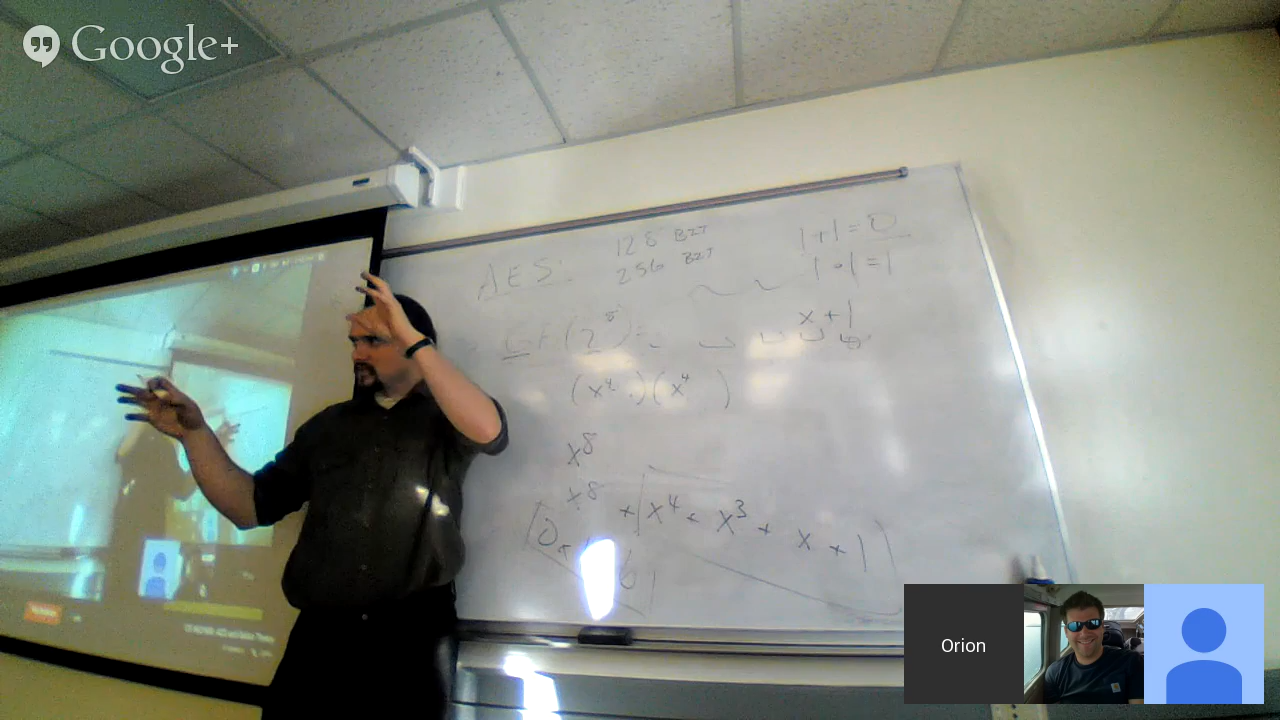 Google+
AES:
128 BIT
256 BIT
1+1=0
1•1=1
GF(2⁸)=
x+1
(x⁴ )(x⁴ )
x⁸
x⁸ + x⁴ + x³ + x + 1
Orion